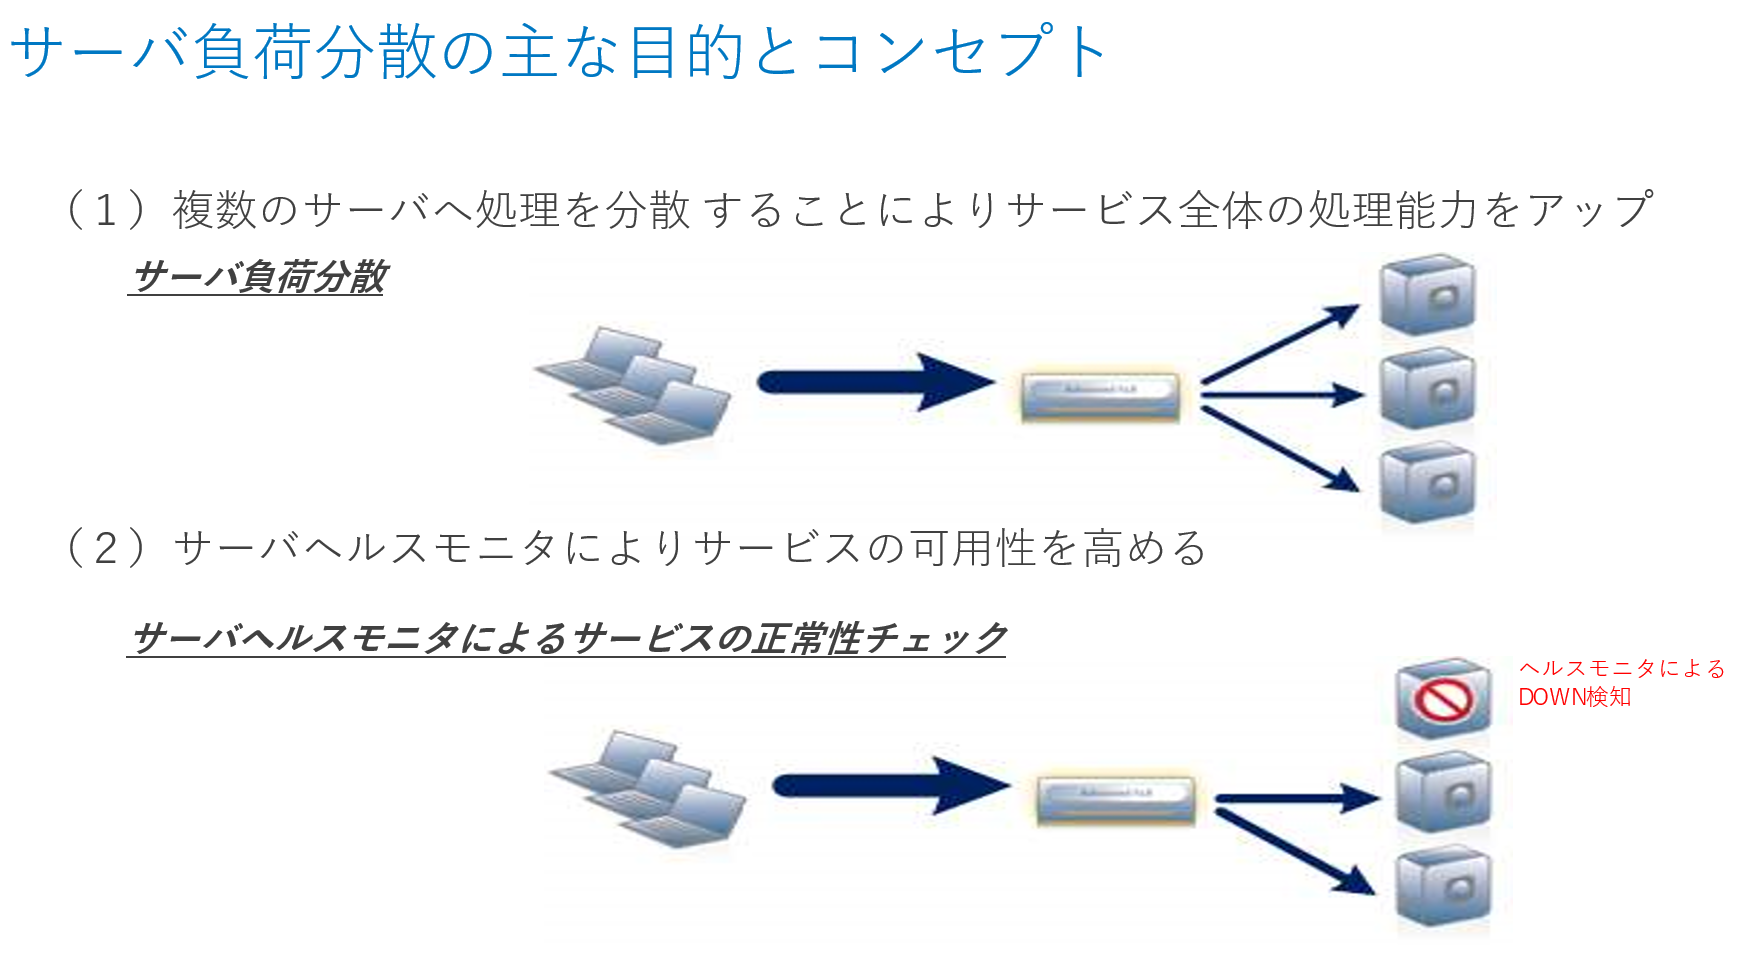 サーバ負荷分散の主な目的とコンセプト
（１）複数のサーバへ処理を分散 することによりサービス全体の処理能力をアップ
サーバ負荷分散
（２）サーバヘルスモニタによりサービスの可用性を高める
サーバヘルスモニタによるサービスの正常性チェック
ヘルスモニタによる
DOWN検知